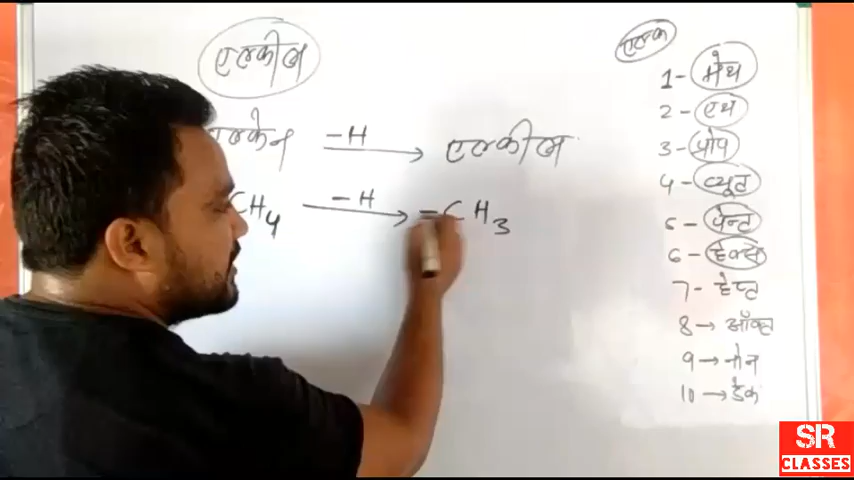 एल्कील
एल्केन —H→ एल्कील
CH4 —H→ —CH3
एल्क
1- मेथ
2- एथ
3- प्रोप
4- ब्यूट
5- पेन्ट
6- हेक्स
7- हेप्ट
8→ ऑक्ट
9→ नोन
10→ डेक
SR
CLASSES